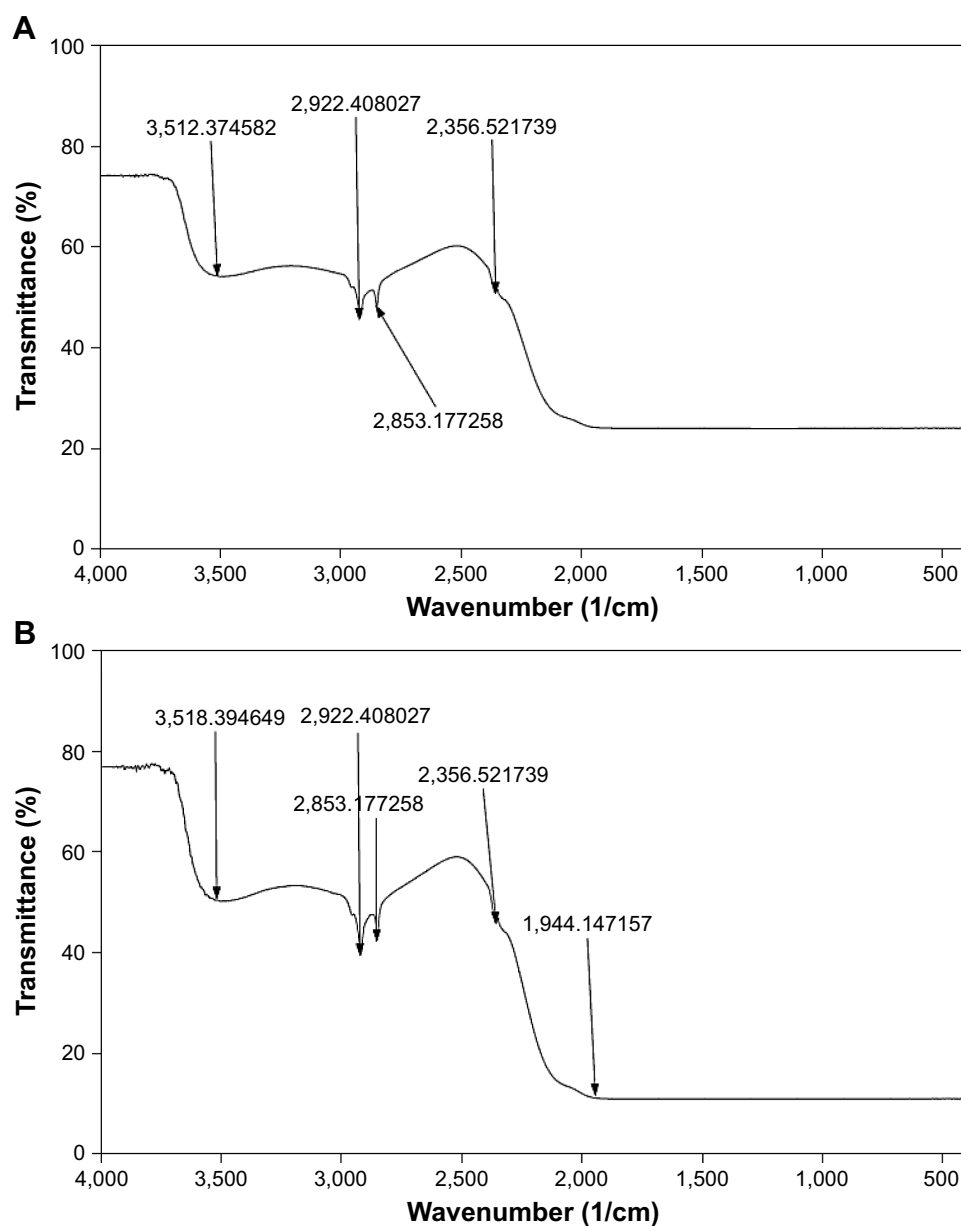 A
100
80
60
40
20
0
Transmittance (%)
3,512.374582
2,922.408027
2,356.521739
2,853.177258
4,000 3,500 3,000 2,500 2,000 1,500 1,000 500
Wavenumber (1/cm)
B
100
80
60
40
20
0
Transmittance (%)
3,518.394649
2,922.408027
2,853.177258
2,356.521739
1,944.147157
4,000 3,500 3,000 2,500 2,000 1,500 1,000 500
Wavenumber (1/cm)